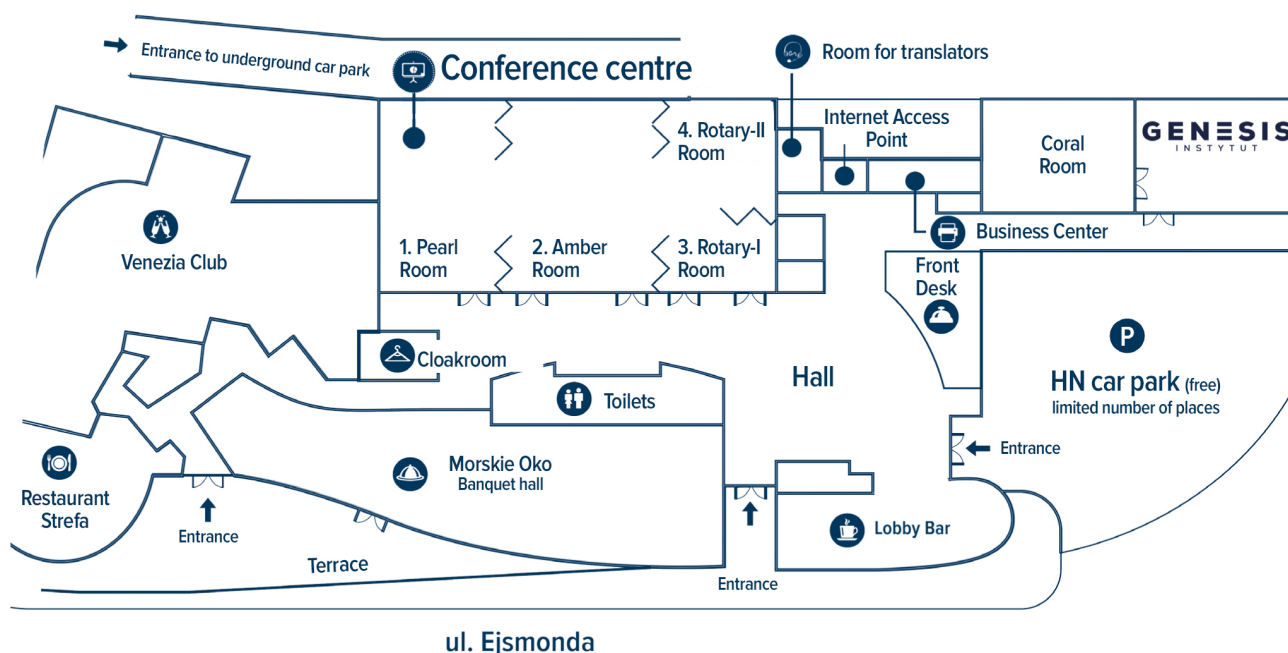 Entrance to underground car park
Conference centre
Room for translators
Internet Access
Point
4. Rotary-II
Room
Coral
Room
GENESIS
INSTYTUT
Venezia Club
1. Pearl
Room
2. Amber
Room
3. Rotary-I
Room
Business Center
Front
Desk
P
HN car park (free)
limited number of places
Cloakroom
Hall
Toilets
Entrance
Morskie Oko
Banquet hall
Restaurant
Strefa
Entrance
Lobby Bar
Terrace
Entrance
ul. Ejsmonda